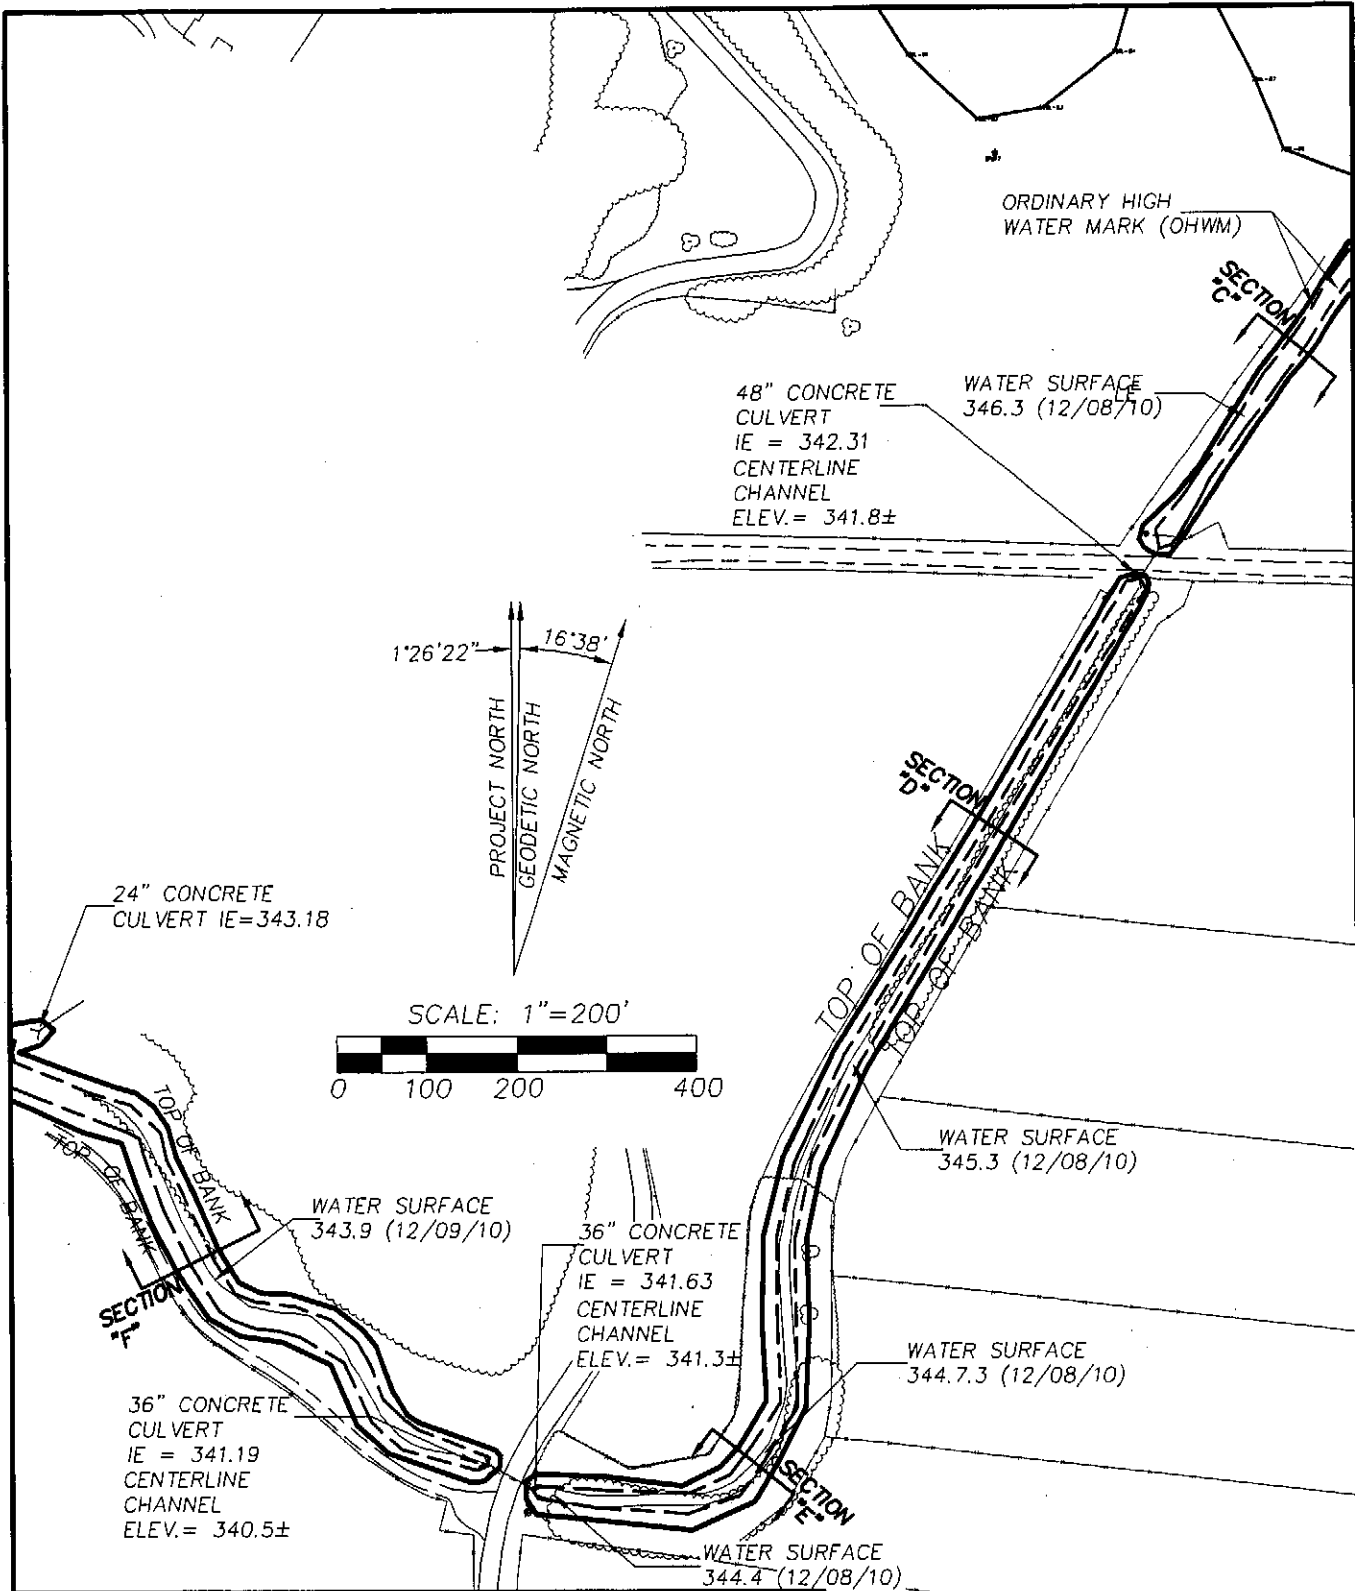 ORDINARY HIGH
WATER MARK (OHWM)
SECTION
"C"
48" CONCRETE
CULVERT
IE = 342.31
CENTERLINE
CHANNEL
ELEV.= 341.8±
WATER SURFACE
LE
346.3 (12/08/10)
1°26'22"
16°38'
PROJECT NORTH
GEODETIC NORTH
MAGNETIC NORTH
SECTION
"D"
TOP OF BANK
TOP OF BANK
24" CONCRETE
CULVERT IE=343.18
SCALE: 1"=200'
0 100 200 400
TOP OF BANK
TOP OF BANK
WATER SURFACE
345.3 (12/08/10)
WATER SURFACE
343.9 (12/09/10)
36" CONCRETE
CULVERT
IE = 341.63
CENTERLINE
CHANNEL
ELEV.= 341.3±
SECTION
"F"
WATER SURFACE
344.7.3 (12/08/10)
36" CONCRETE
CULVERT
IE = 341.19
CENTERLINE
CHANNEL
ELEV.= 340.5±
SECTION
"E"
WATER SURFACE
344.4 (12/08/10)